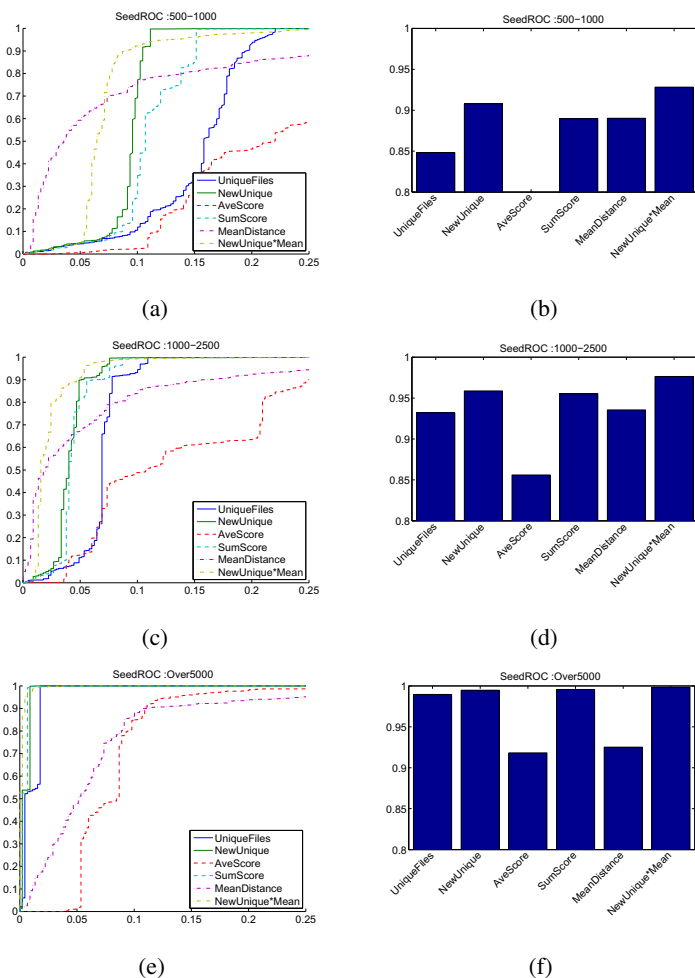 SeedROC :500−1000
1
0.9
0.8
0.7
0.6
0.5
0.4
0.3
0.2
0.1
0
0
0.05
0.1
0.15
0.2
0.25
UniqueFiles
NewUnique
AveScore
SumScore
MeanDistance
NewUnique*Mean
(a)
SeedROC :500−1000
1
0.95
0.9
0.85
0.8
UniqueFiles
NewUnique
AveScore
SumScore
MeanDistance
NewUnique*Mean
(b)
SeedROC :1000−2500
1
0.9
0.8
0.7
0.6
0.5
0.4
0.3
0.2
0.1
0
0
0.05
0.1
0.15
0.2
0.25
UniqueFiles
NewUnique
AveScore
SumScore
MeanDistance
NewUnique*Mean
(c)
SeedROC :1000−2500
1
0.95
0.9
0.85
0.8
UniqueFiles
NewUnique
AveScore
SumScore
MeanDistance
NewUnique*Mean
(d)
SeedROC :Over5000
1
0.9
0.8
0.7
0.6
0.5
0.4
0.3
0.2
0.1
0
0
0.05
0.1
0.15
0.2
0.25
UniqueFiles
NewUnique
AveScore
SumScore
MeanDistance
NewUnique*Mean
(e)
SeedROC :Over5000
1
0.95
0.9
0.85
0.8
UniqueFiles
NewUnique
AveScore
SumScore
MeanDistance
NewUnique*Mean
(f)